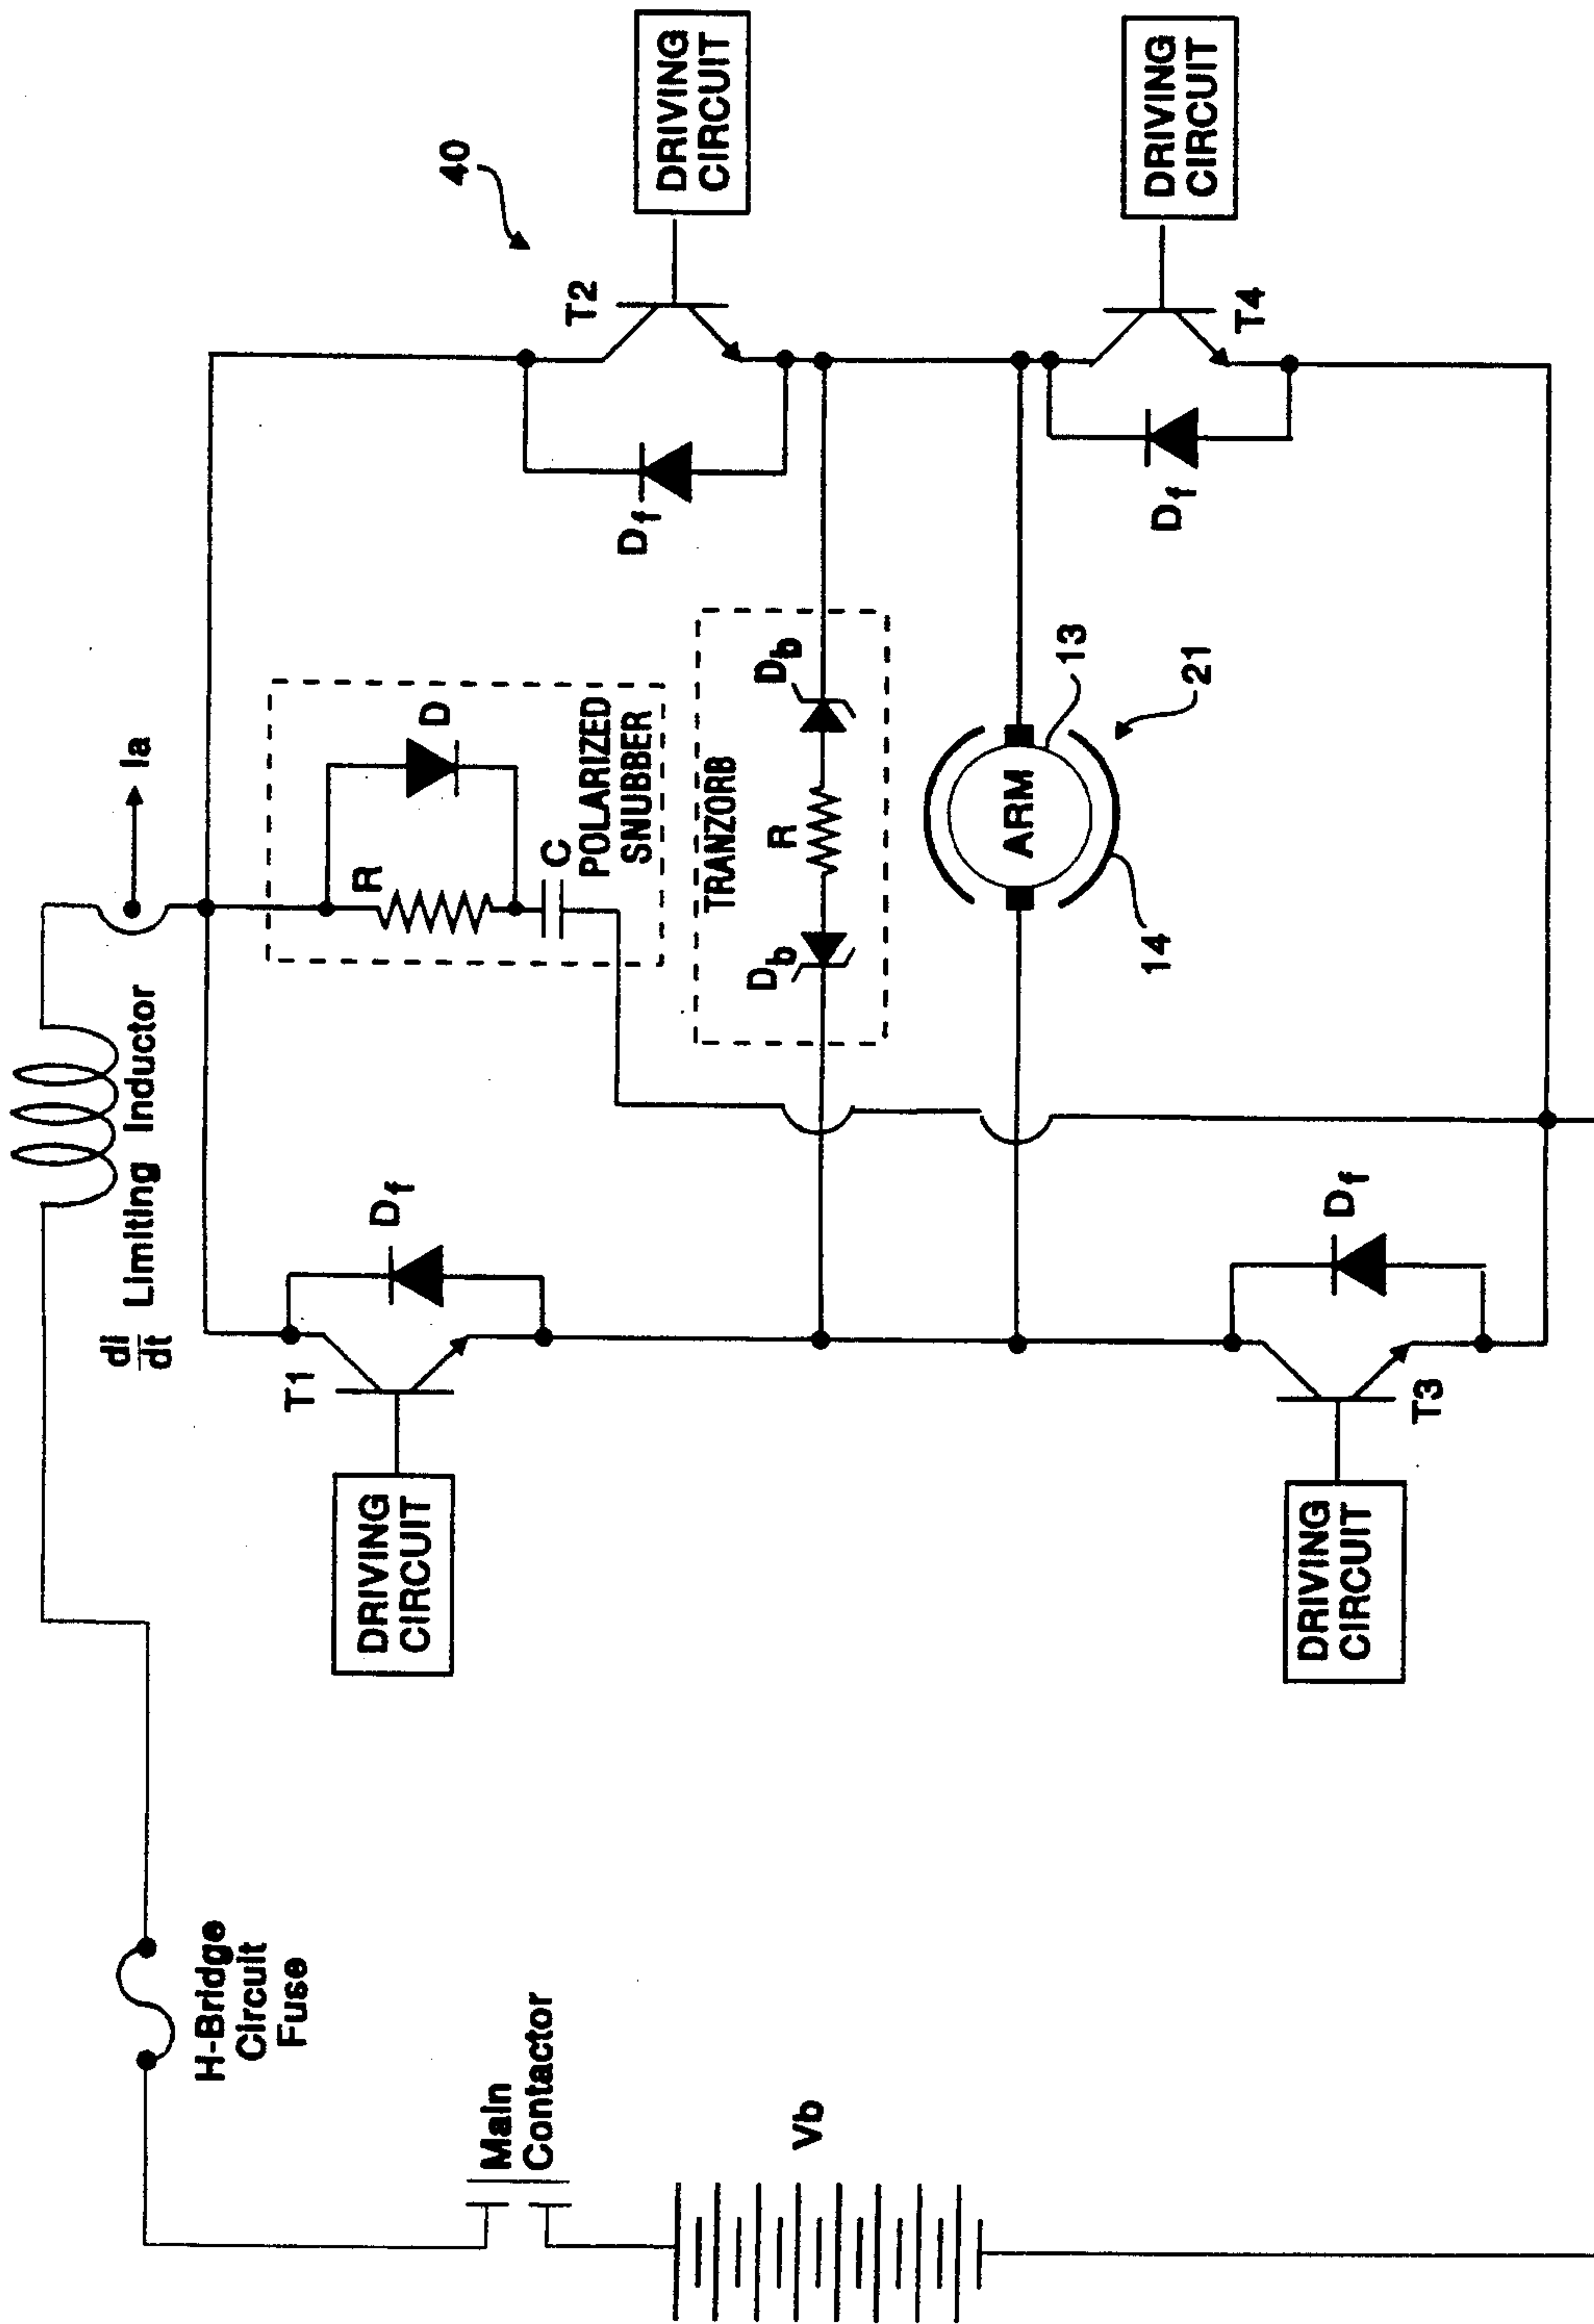 H-Bridge
Circuit
Fuse
Main
Contactor
Vb
di
dt
Limiting Inductor
Ia
DRIVING
CIRCUIT
T1
Df
DRIVING
CIRCUIT
T3
Df
R
D
C
POLARIZED
SNUBBER
TRANZORB
Db
R
Db
ARM
13
14
21
40
T2
Df
DRIVING
CIRCUIT
T4
Df
DRIVING
CIRCUIT